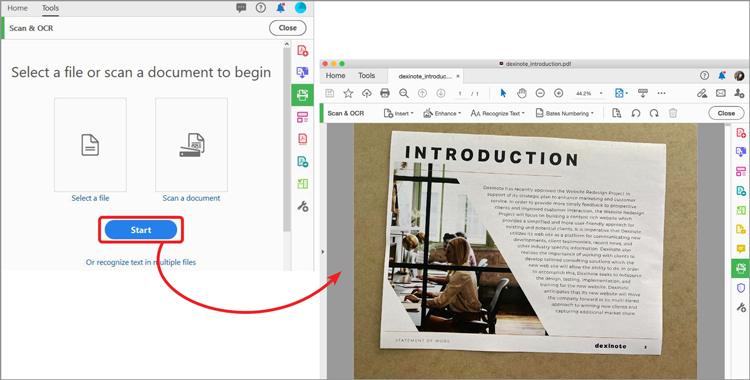 Home Tools
Scan & OCR Close
Select a file or scan a document to begin
Select a file Scan a document
Start
Or recognize text in multiple files
dexinote_introduction.pdf
Home Tools dexinote_introduc... ×
1 / 1 44.2%
Scan & OCR Insert Enhance Recognize Text Bates Numbering Close
INTRODUCTION
Dexinote has recently approved the Website Redesign Project in
support of its strategic plan to enhance marketing and customer
service. In order to provide more timely feedback to prospective
clients and improved customer interaction, the Website Redesign
Project will focus on building a content rich website which
provides a simplified and more user-friendly approach for
existing and potential clients. It is imperative that Dexinote
utilizes its web site as a platform for communicating new
developments, client testimonials, recent news, and
other industry specific information. Dexinote also
realizes the importance of working with clients to
develop tailored consulting solutions which the
new web site will allow the ability to do. In order
to accomplish this, Dexinote seeks to outsource
the design, testing, implementation, and
training for the new website. Dexinote
anticipates that its new website will move
the company forward in its multi-tiered
approach to winning new clients and
capturing additional market share.
STATEMENT OF WORK dexinote